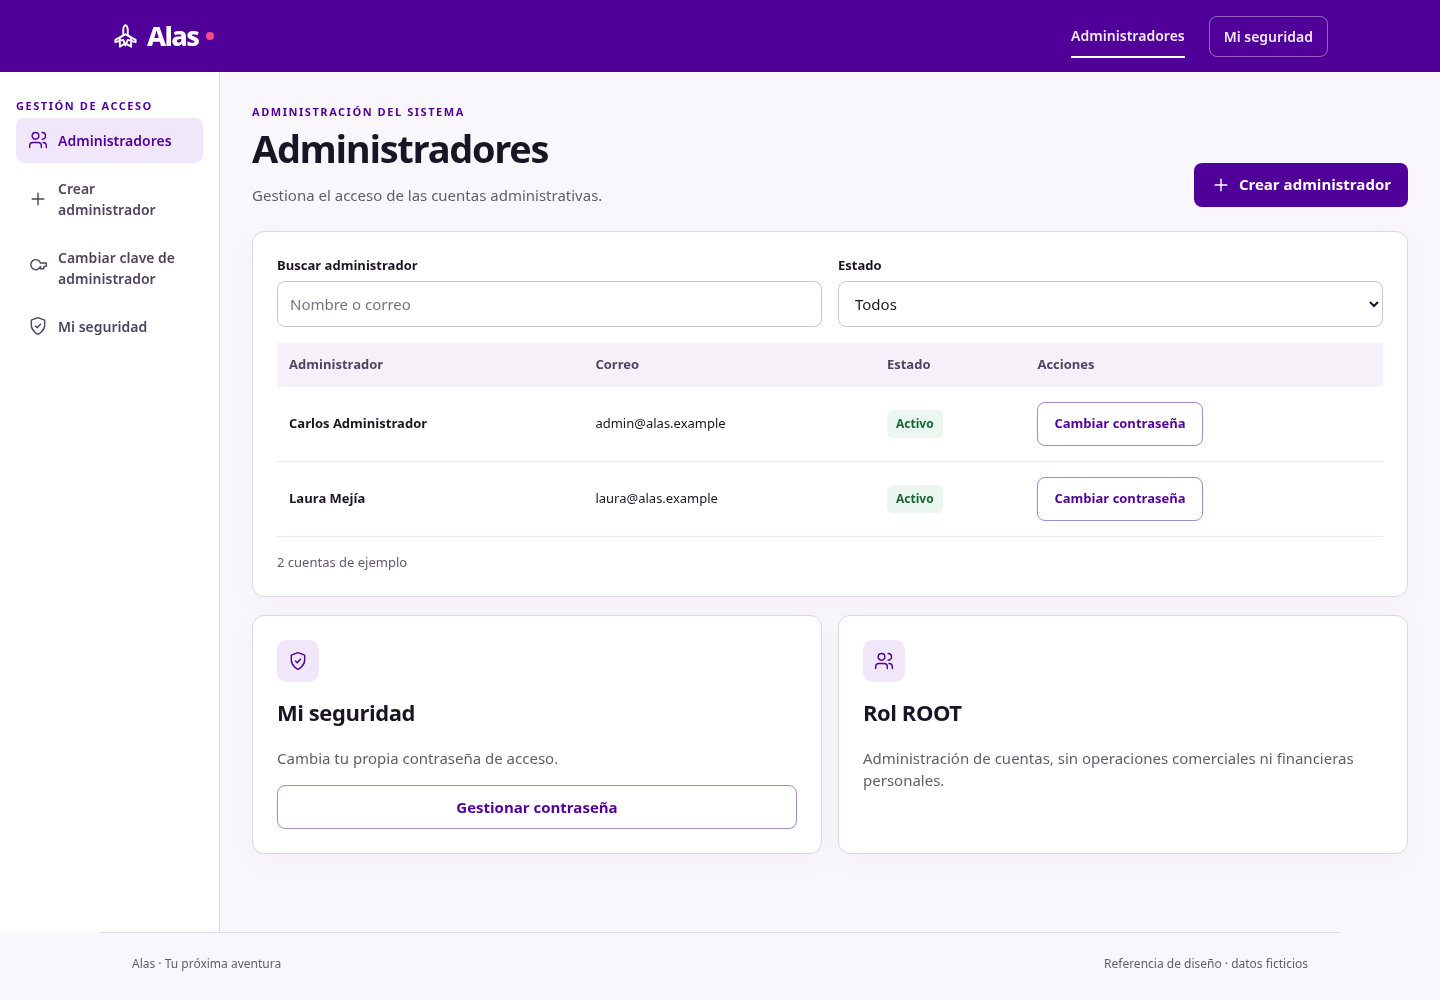 Alas
Administradores
Mi seguridad
GESTIÓN DE ACCESO
Administradores
Crear
administrador
Cambiar clave de
administrador
Mi seguridad
ADMINISTRACIÓN DEL SISTEMA
Administradores
Gestiona el acceso de las cuentas administrativas.
Crear administrador
Buscar administrador
Estado
Nombre o correo
Todos
Administrador Correo Estado Acciones
Carlos Administrador admin@alas.example Activo Cambiar contraseña
Laura Mejía laura@alas.example Activo Cambiar contraseña
2 cuentas de ejemplo
Mi seguridad
Cambia tu propia contraseña de acceso.
Gestionar contraseña
Rol ROOT
Administración de cuentas, sin operaciones comerciales ni financieras
personales.
Alas · Tu próxima aventura
Referencia de diseño · datos ficticios